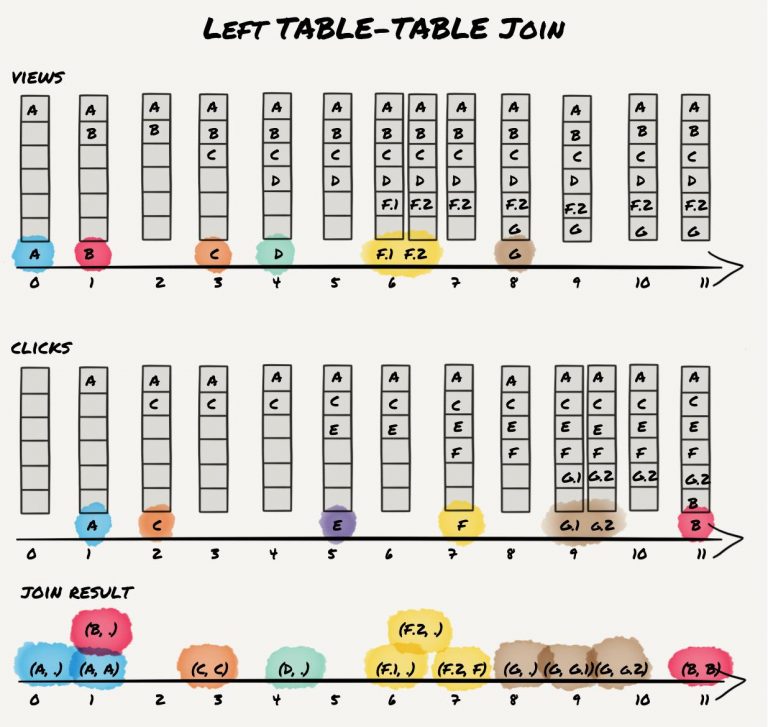 LEFT TABLE-TABLE JOIN
VIEWS
A A A A A A A A A A A A A
B B B B B B B B B B B B
C C C C C C C C C C
D D D D D D D D D
F.1 F.2 F.2 F.2 F.2 F.2 F.2
G G G G
A B C D F.1 F.2 G
0 1 2 3 4 5 6 7 8 9 10 11
CLICKS
A A A A A A A A A A A A
C C C C C C C C C C C
E E E E E E E E
F F F F F F
G.1 G.2 G.2 G.2
B
A C E F G.1 G.2 B
0 1 2 3 4 5 6 7 8 9 10 11
JOIN RESULT
(B, .) (F.2, .)
(A, .) (A, A) (C, C) (D, .) (F.1, .) (F.2, F) (G, .) (G, G.1) (G, G.2) (B, B)
0 1 2 3 4 5 6 7 8 9 10 11